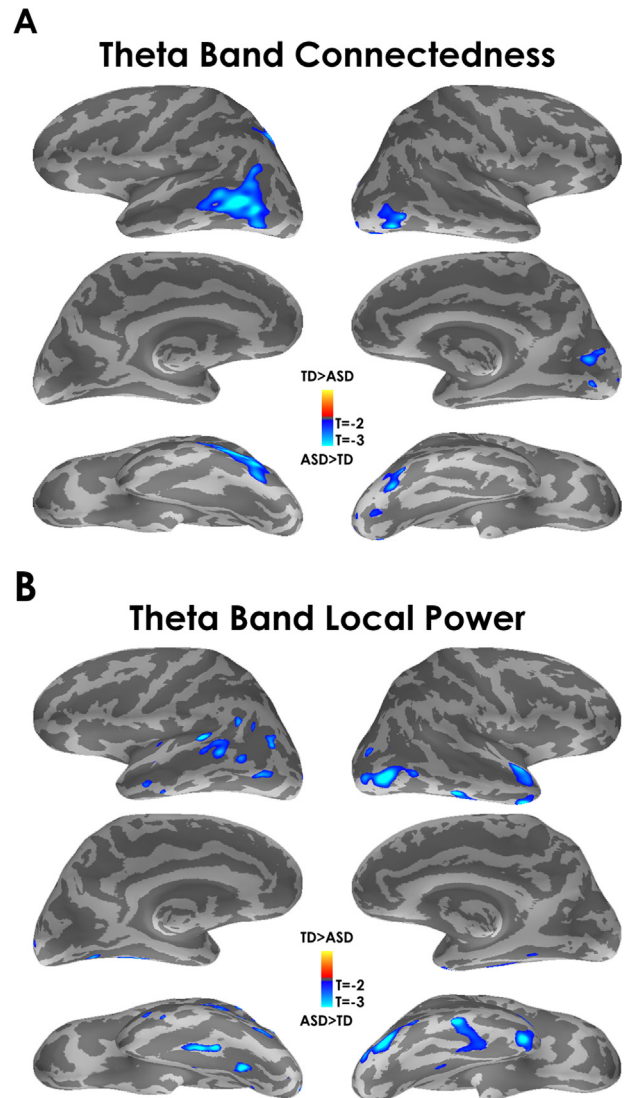 A
Theta Band Connectedness
TD>ASD
T=-2
T=-3
ASD>TD
B
Theta Band Local Power
TD>ASD
T=-2
T=-3
ASD>TD